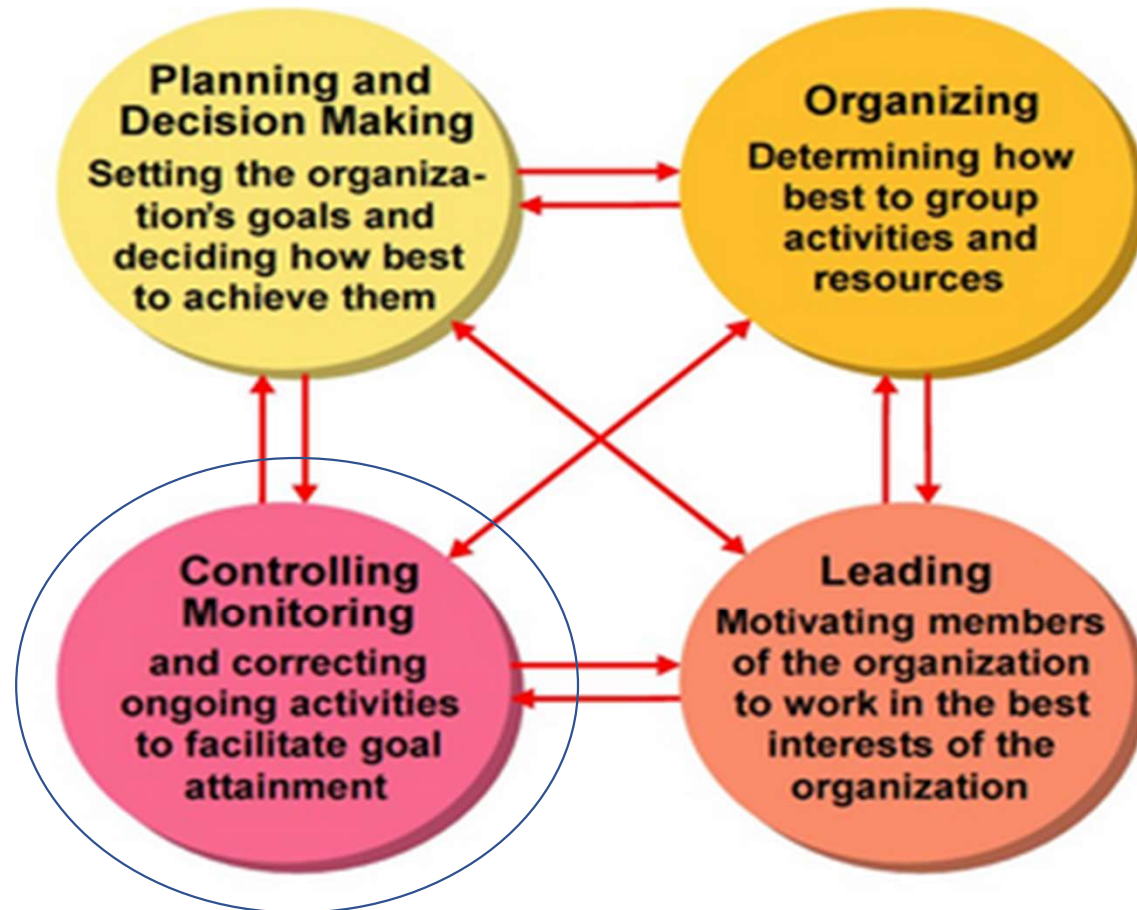 Planning and
Decision Making
Setting the organiza-
tion's goals and
deciding how best
to achieve them
Organizing
Determining how
best to group
activities and
resources
Controlling
Monitoring
and correcting
ongoing activities
to facilitate goal
attainment
Leading
Motivating members
of the organization
to work in the best
interests of the
organization